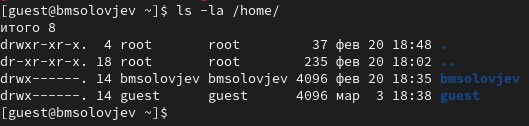 [guest@bmsolovjev ~]$ ls -la /home/
итого 8
drwxr-xr-x.  4 root       root         37 фев 20 18:48 .
dr-xr-xr-x. 18 root       root        235 фев 20 18:02 ..
drwx------. 14 bmsolovjev bmsolovjev 4096 фев 20 18:35 bmsolovjev
drwx------. 14 guest      guest      4096 мар  3 18:38 guest
[guest@bmsolovjev ~]$